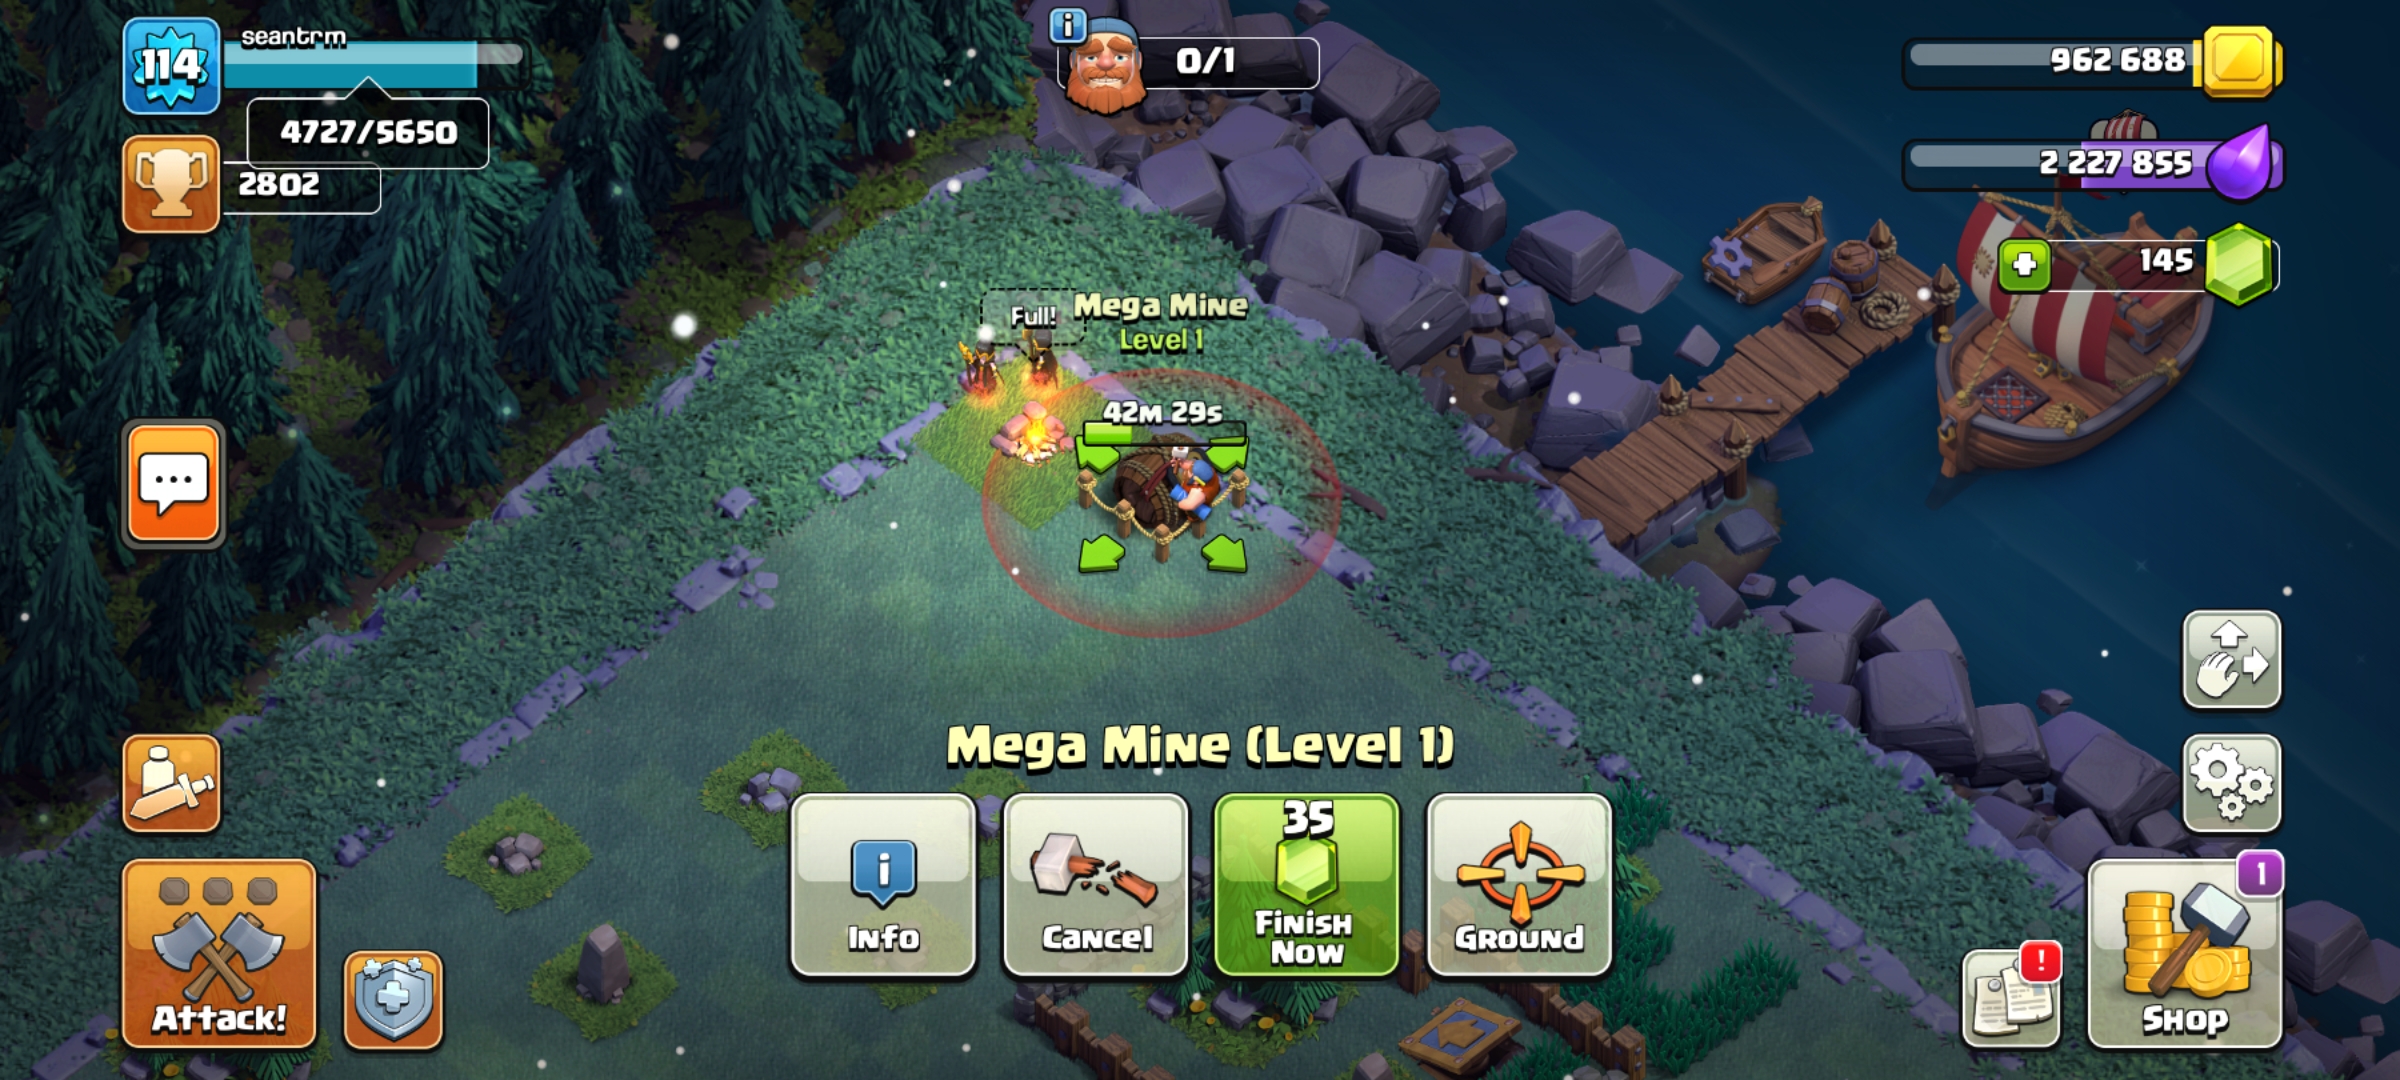 114
seantrm
4727/5650
2802
i
0/1
962 688
2 227 855
+
145
Full!
Mega Mine
Level 1
42M 29s
Mega Mine (Level 1)
i
Info
Cancel
35
Finish
Now
Ground
Attack!
!
1
Shop